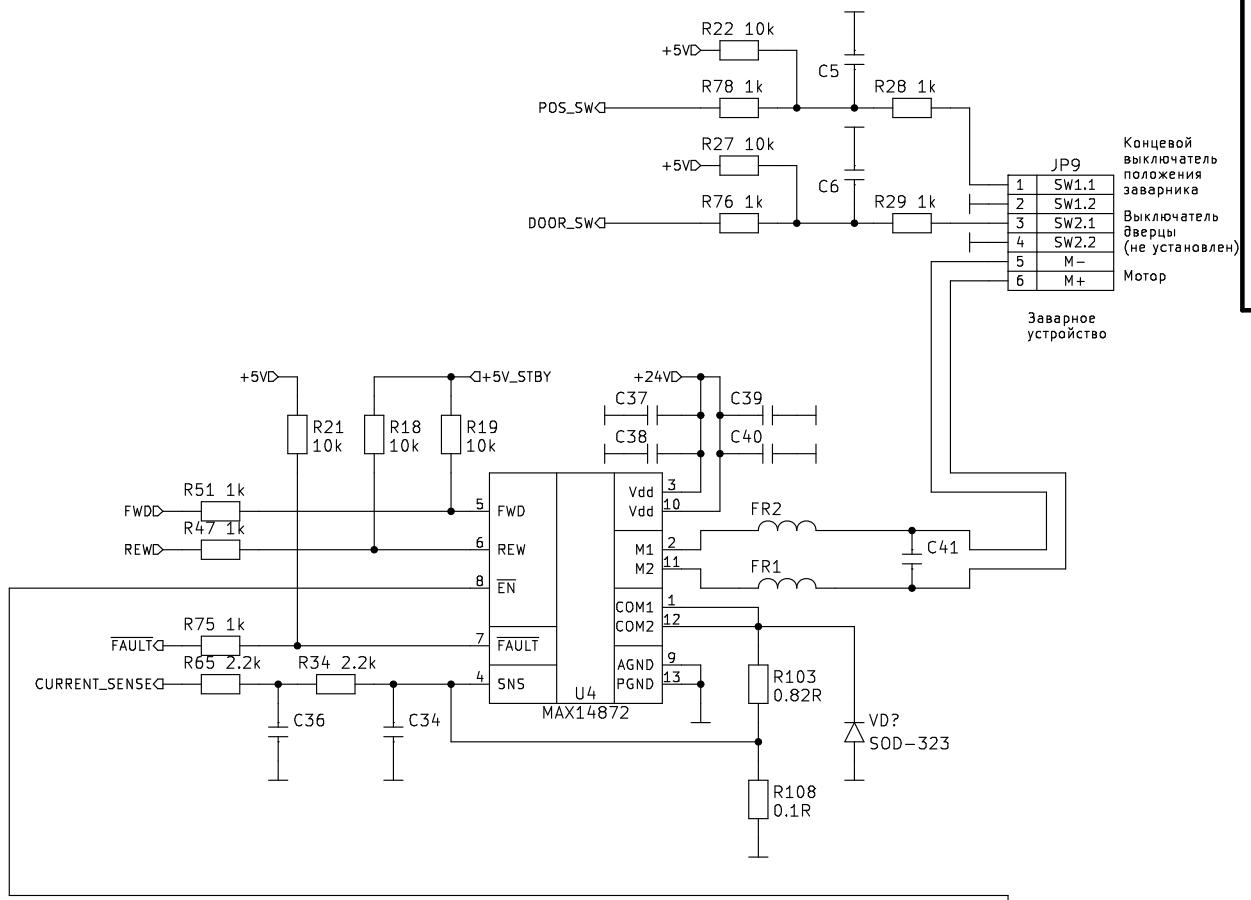 R22 10k
+5V
C5
R78 1k
R28 1k
POS_SW
R27 10k
+5V
C6
R76 1k
R29 1k
DOOR_SW
JP9
1 SW1.1
2 SW1.2
3 SW2.1
4 SW2.2
5 M-
6 M+
Концевой
выключатель
положения
заварника
Выключатель
дверцы
(не установлен)
Мотор
Заварное
устройство
+5V
+5V_STBY
+24V
C37
C39
R21
10k
R18
10k
R19
10k
C38
C40
R51 1k
FWD
5 FWD
R47 1k
REW
6 REW
8 EN
R75 1k
FAULT
7 FAULT
R65 2.2k
R34 2.2k
CURRENT_SENSE
4 SNS
Vdd 3
Vdd 10
M1 2
M2 11
COM1 1
COM2 12
AGND 9
PGND 13
U4
MAX14872
FR2
C41
FR1
C36
C34
R103
0.82R
VD?
SOD-323
R108
0.1R